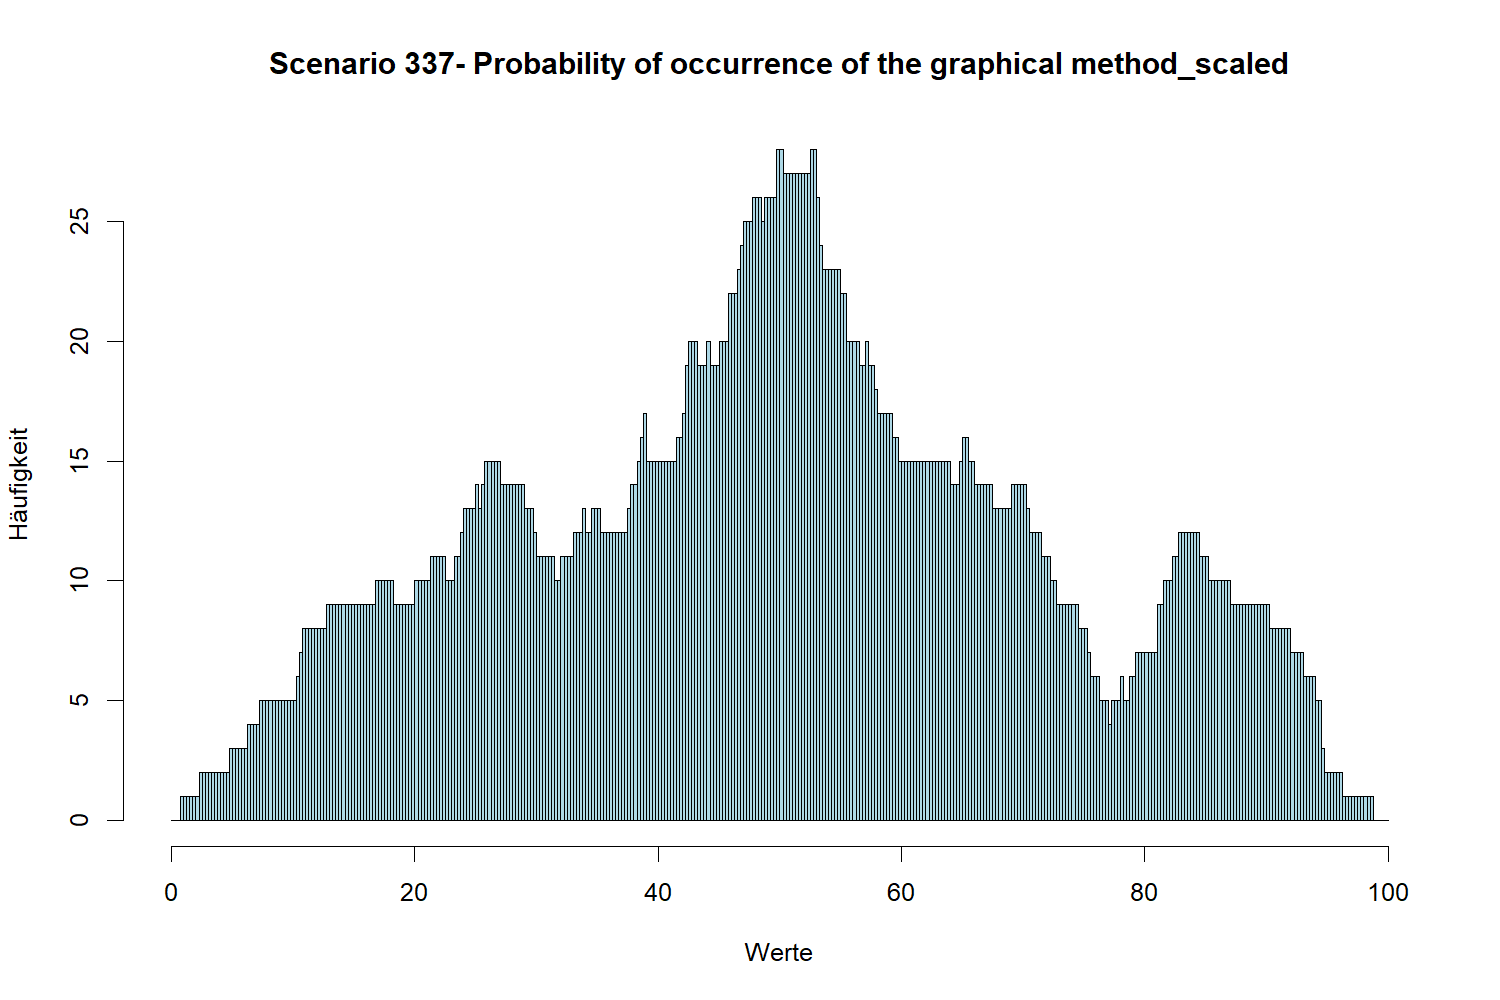 Scenario 337- Probability of occurrence of the graphical method_scaled
Häufigkeit
25
20
15
10
5
0
0 20 40 60 80 100
Werte